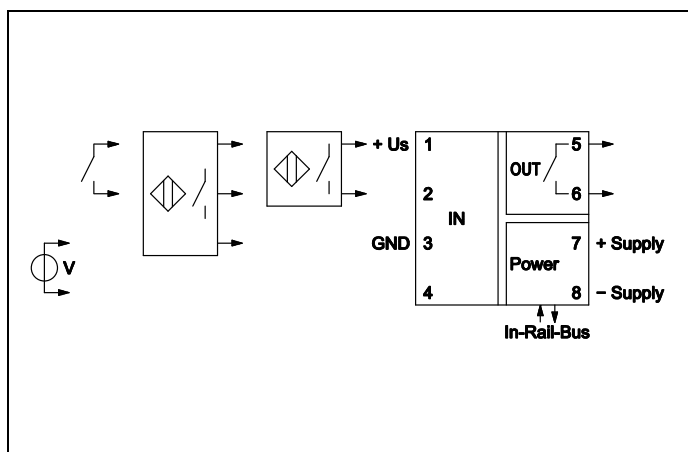 + Us 1 5
OUT
2 6
IN
GND 3 7 + Supply
V
Power
4 8 – Supply
In-Rail-Bus